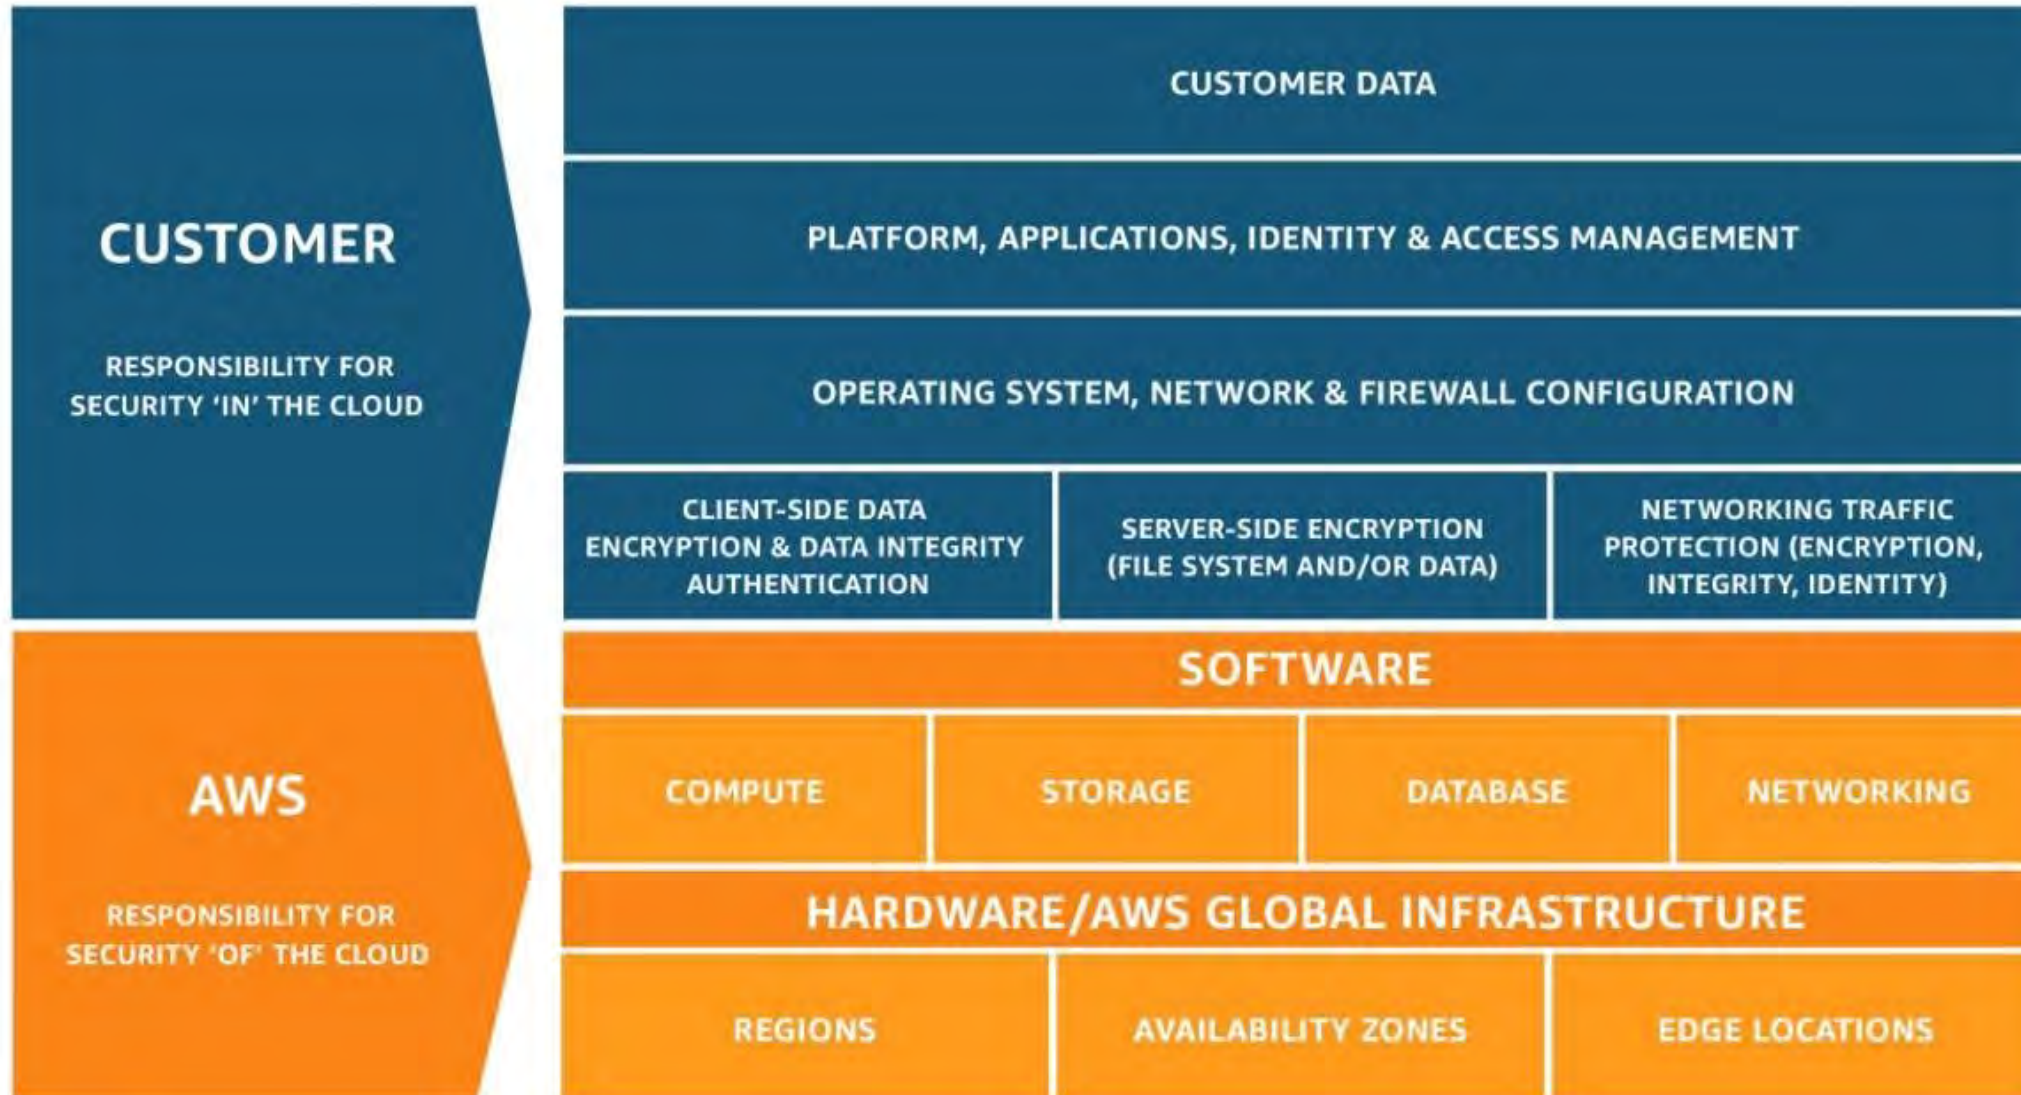 CUSTOMER
RESPONSIBILITY FOR
SECURITY ‘IN’ THE CLOUD
CUSTOMER DATA
PLATFORM, APPLICATIONS, IDENTITY & ACCESS MANAGEMENT
OPERATING SYSTEM, NETWORK & FIREWALL CONFIGURATION
CLIENT-SIDE DATA
ENCRYPTION & DATA INTEGRITY
AUTHENTICATION
SERVER-SIDE ENCRYPTION
(FILE SYSTEM AND/OR DATA)
NETWORKING TRAFFIC
PROTECTION (ENCRYPTION,
INTEGRITY, IDENTITY)
AWS
RESPONSIBILITY FOR
SECURITY ‘OF’ THE CLOUD
SOFTWARE
COMPUTE
STORAGE
DATABASE
NETWORKING
HARDWARE/AWS GLOBAL INFRASTRUCTURE
REGIONS
AVAILABILITY ZONES
EDGE LOCATIONS